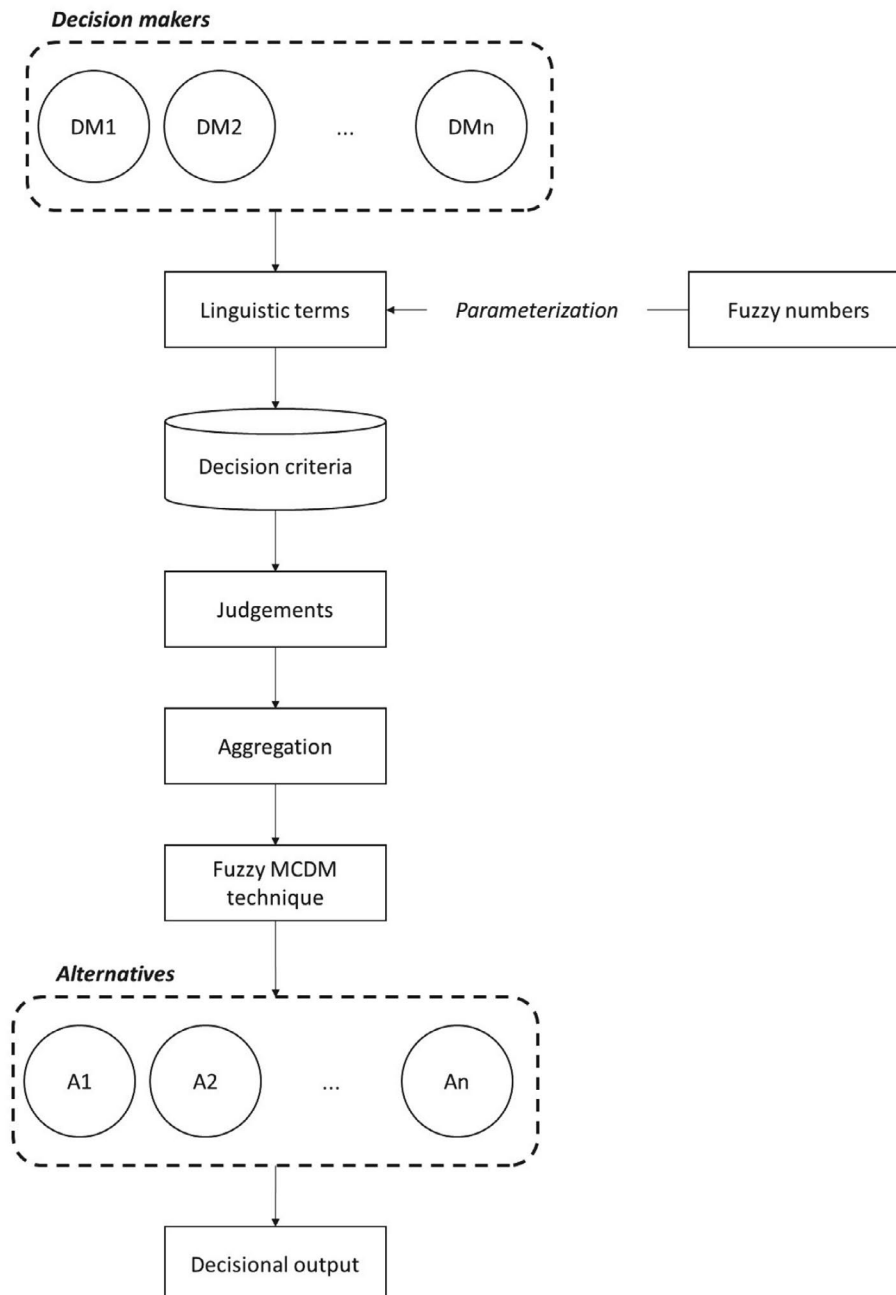 Decision makers
DM1 DM2 ... DMn
Linguistic terms Parameterization Fuzzy numbers
Decision criteria
Judgements
Aggregation
Fuzzy MCDM
technique
Alternatives
A1 A2 ... An
Decisional output